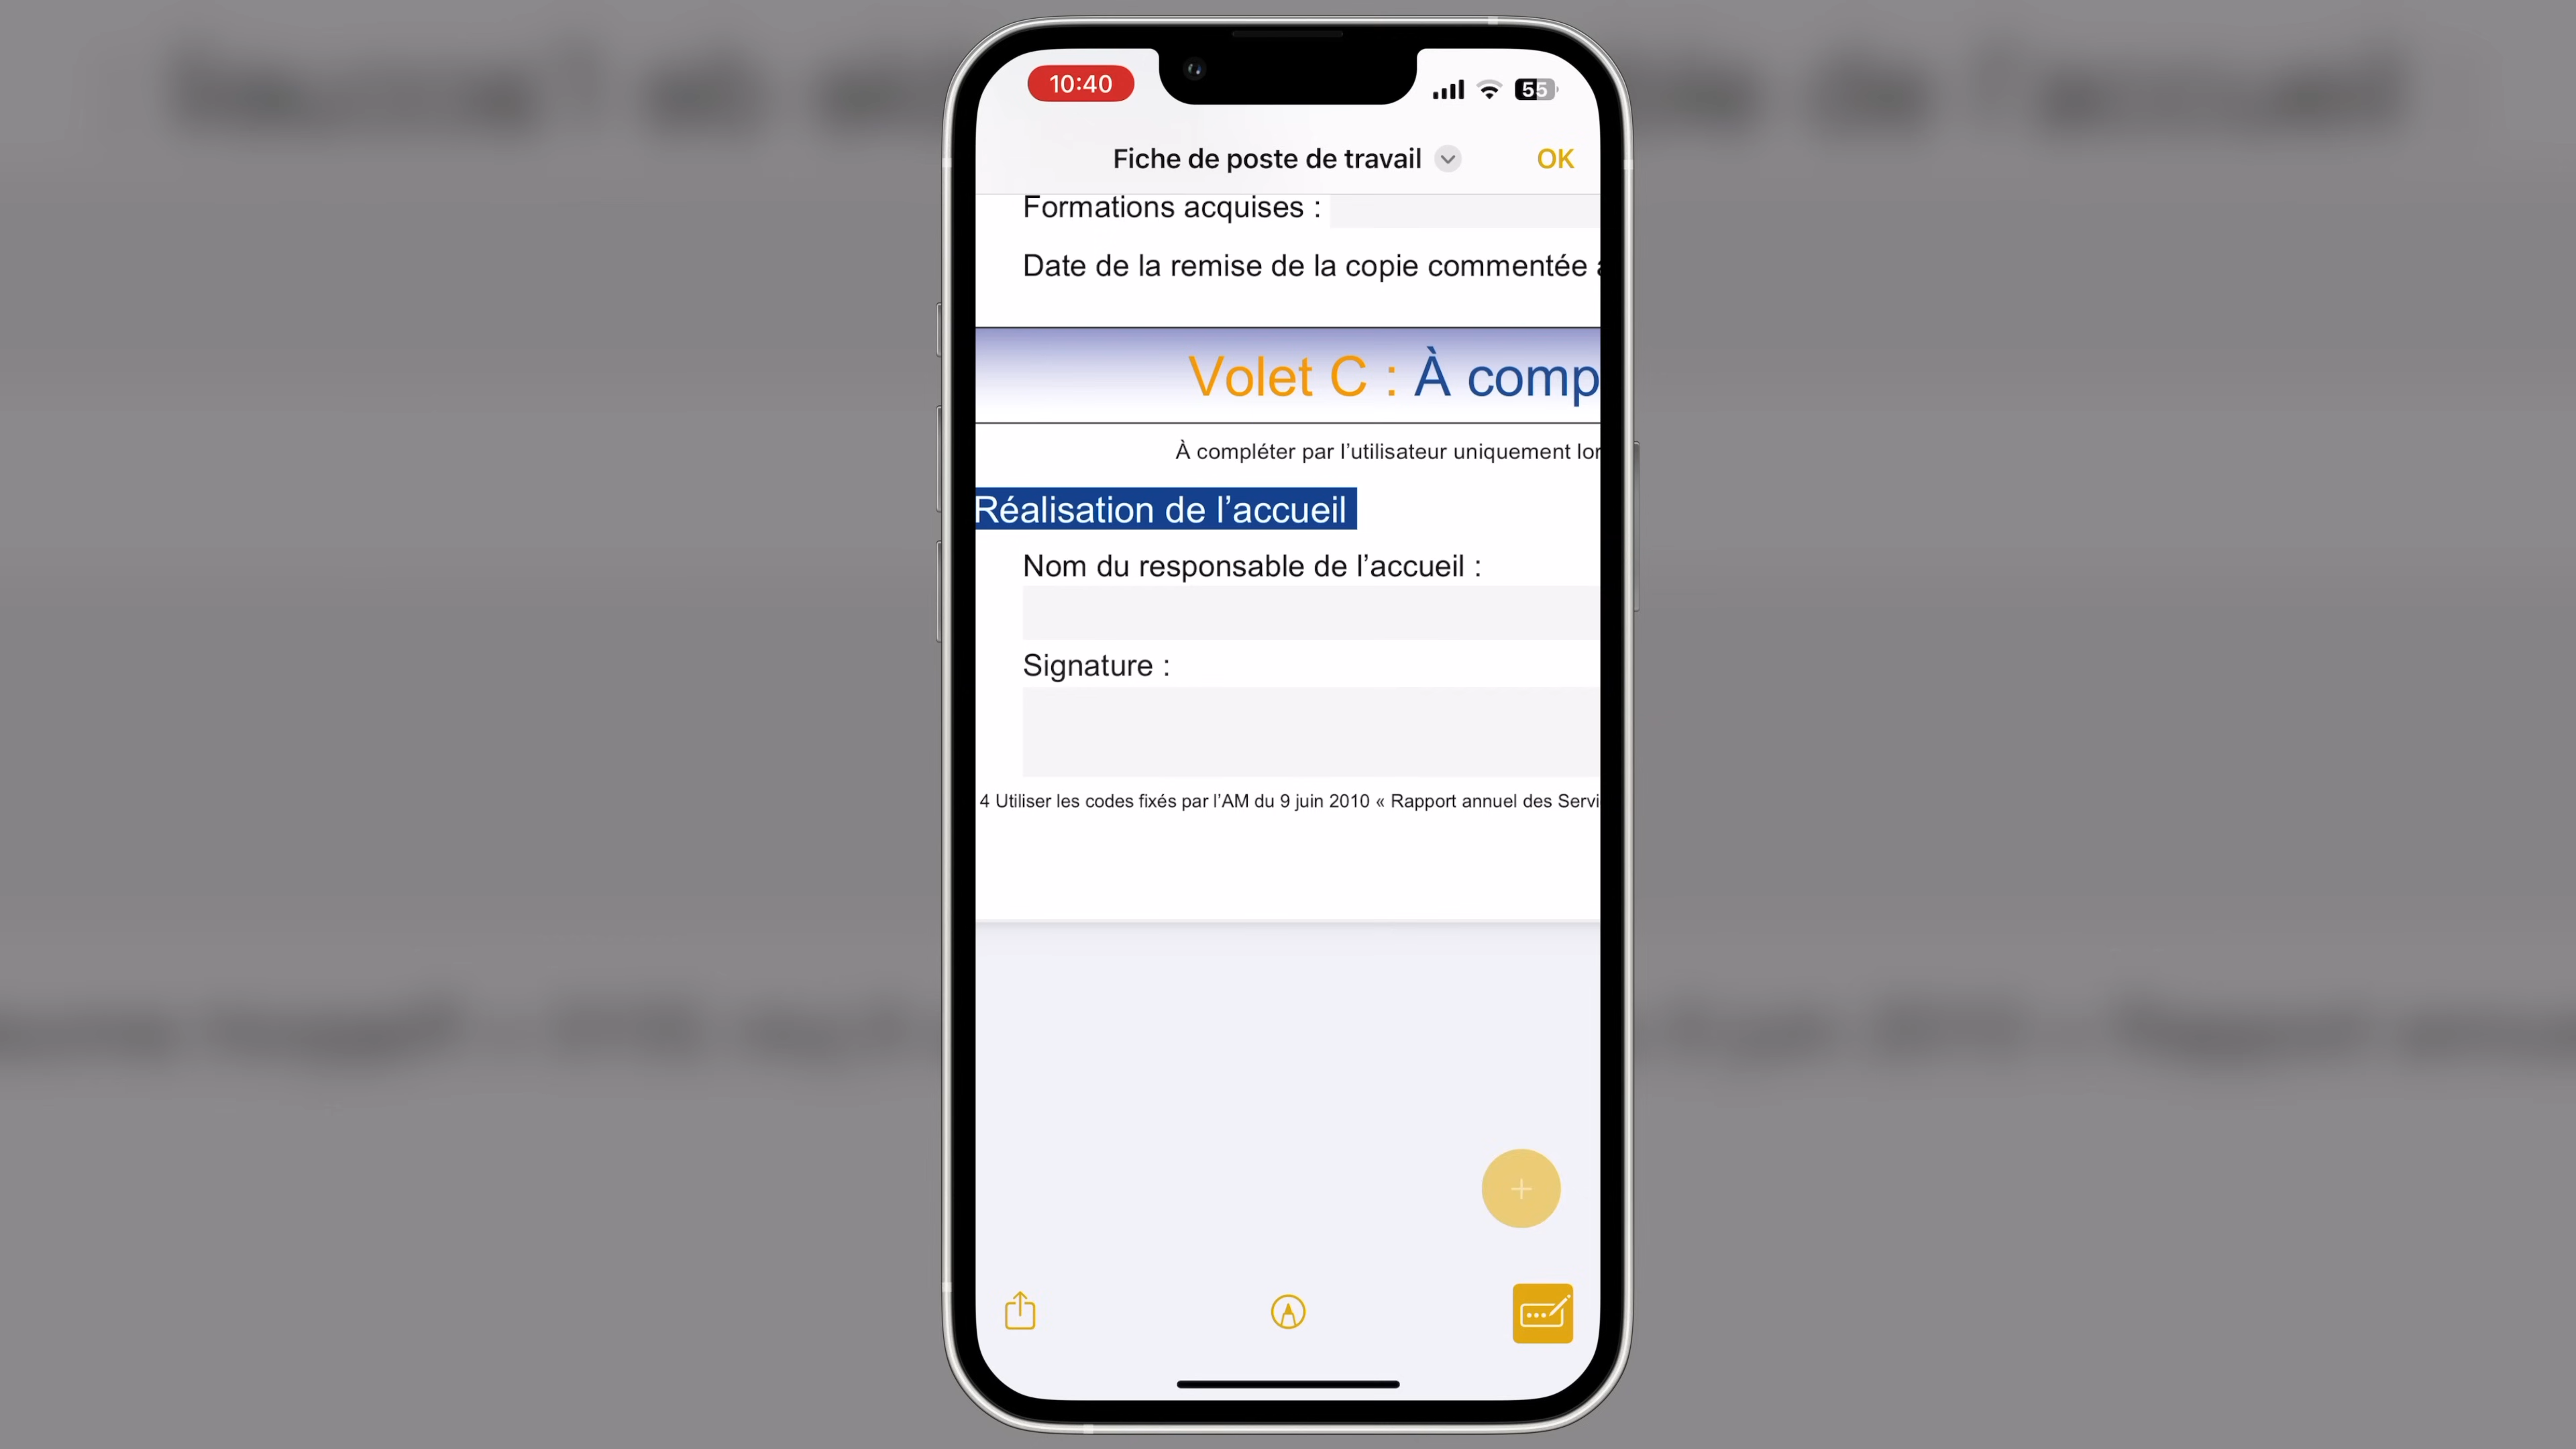 10:40
55
Fiche de poste de travail
OK
Formations acquises :
Date de la remise de la copie commentée
Volet C : À comp
À compléter par l’utilisateur uniquement lor
Réalisation de l’accueil
Nom du responsable de l’accueil :
Signature :
4 Utiliser les codes fixés par l’AM du 9 juin 2010 « Rapport annuel des Servi